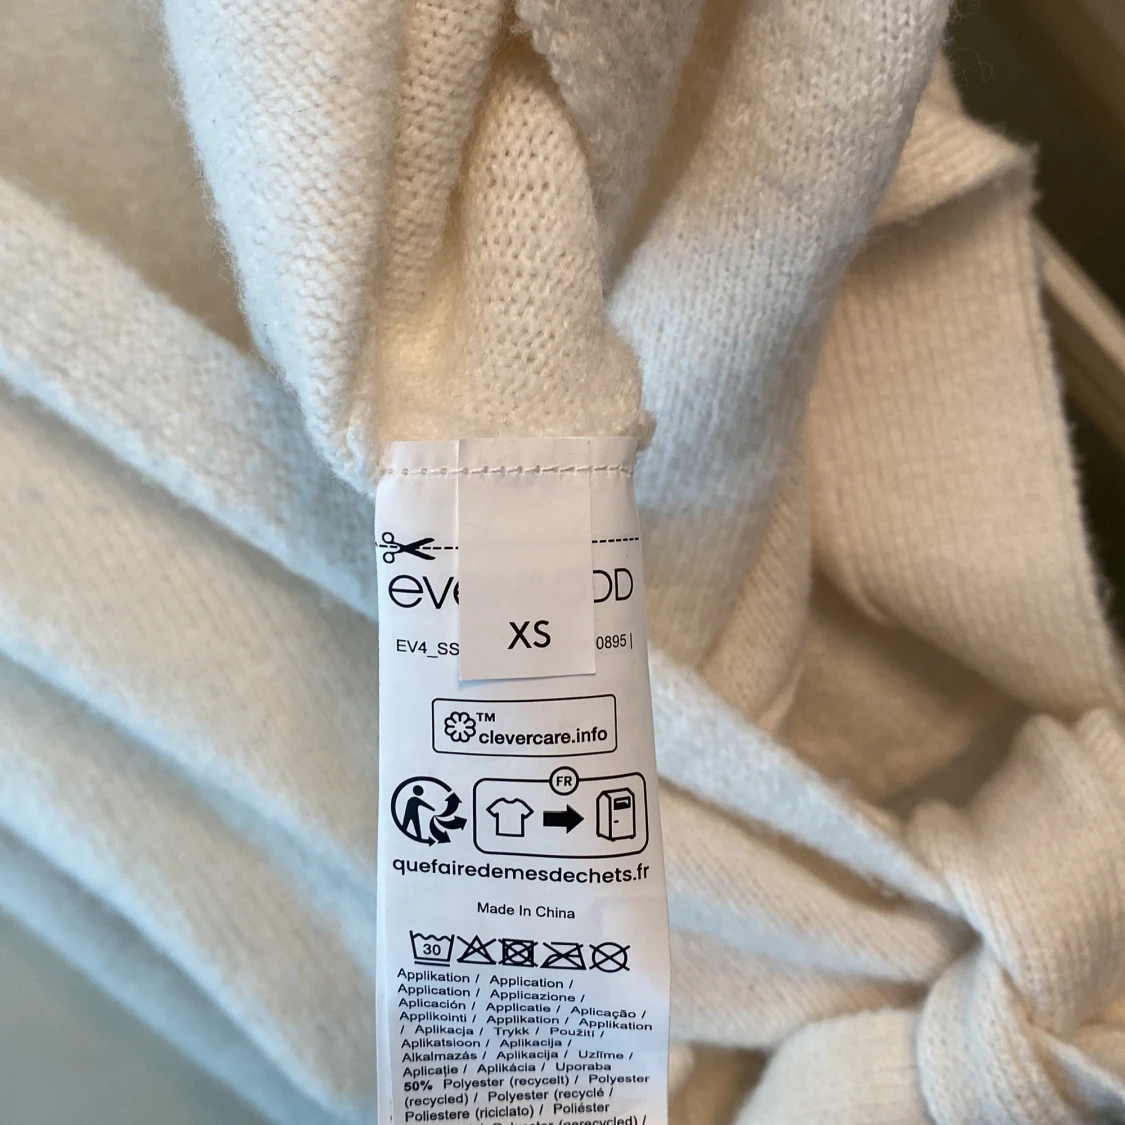 XS
EV4_SS
0895 |
TM
clevercare.info
FR
quefairedemesdechets.fr
Made In China
30
Applikation / Application /
Application / Applicazione /
Aplicación / Applicatie / Aplicação /
Applikointi / Applikation / Applikation
/ Aplikacja / Trykk / Použití /
Aplikatsioon / Aplikacija /
Alkalmazás / Aplikacija / Uzlīme /
Aplicație / Aplikácia / Uporaba
50% Polyester (recycelt) / Polyester
(recycled) / Polyester (recyclé /
Poliestere (riciclato) / Poliéster
(gerecycled) /